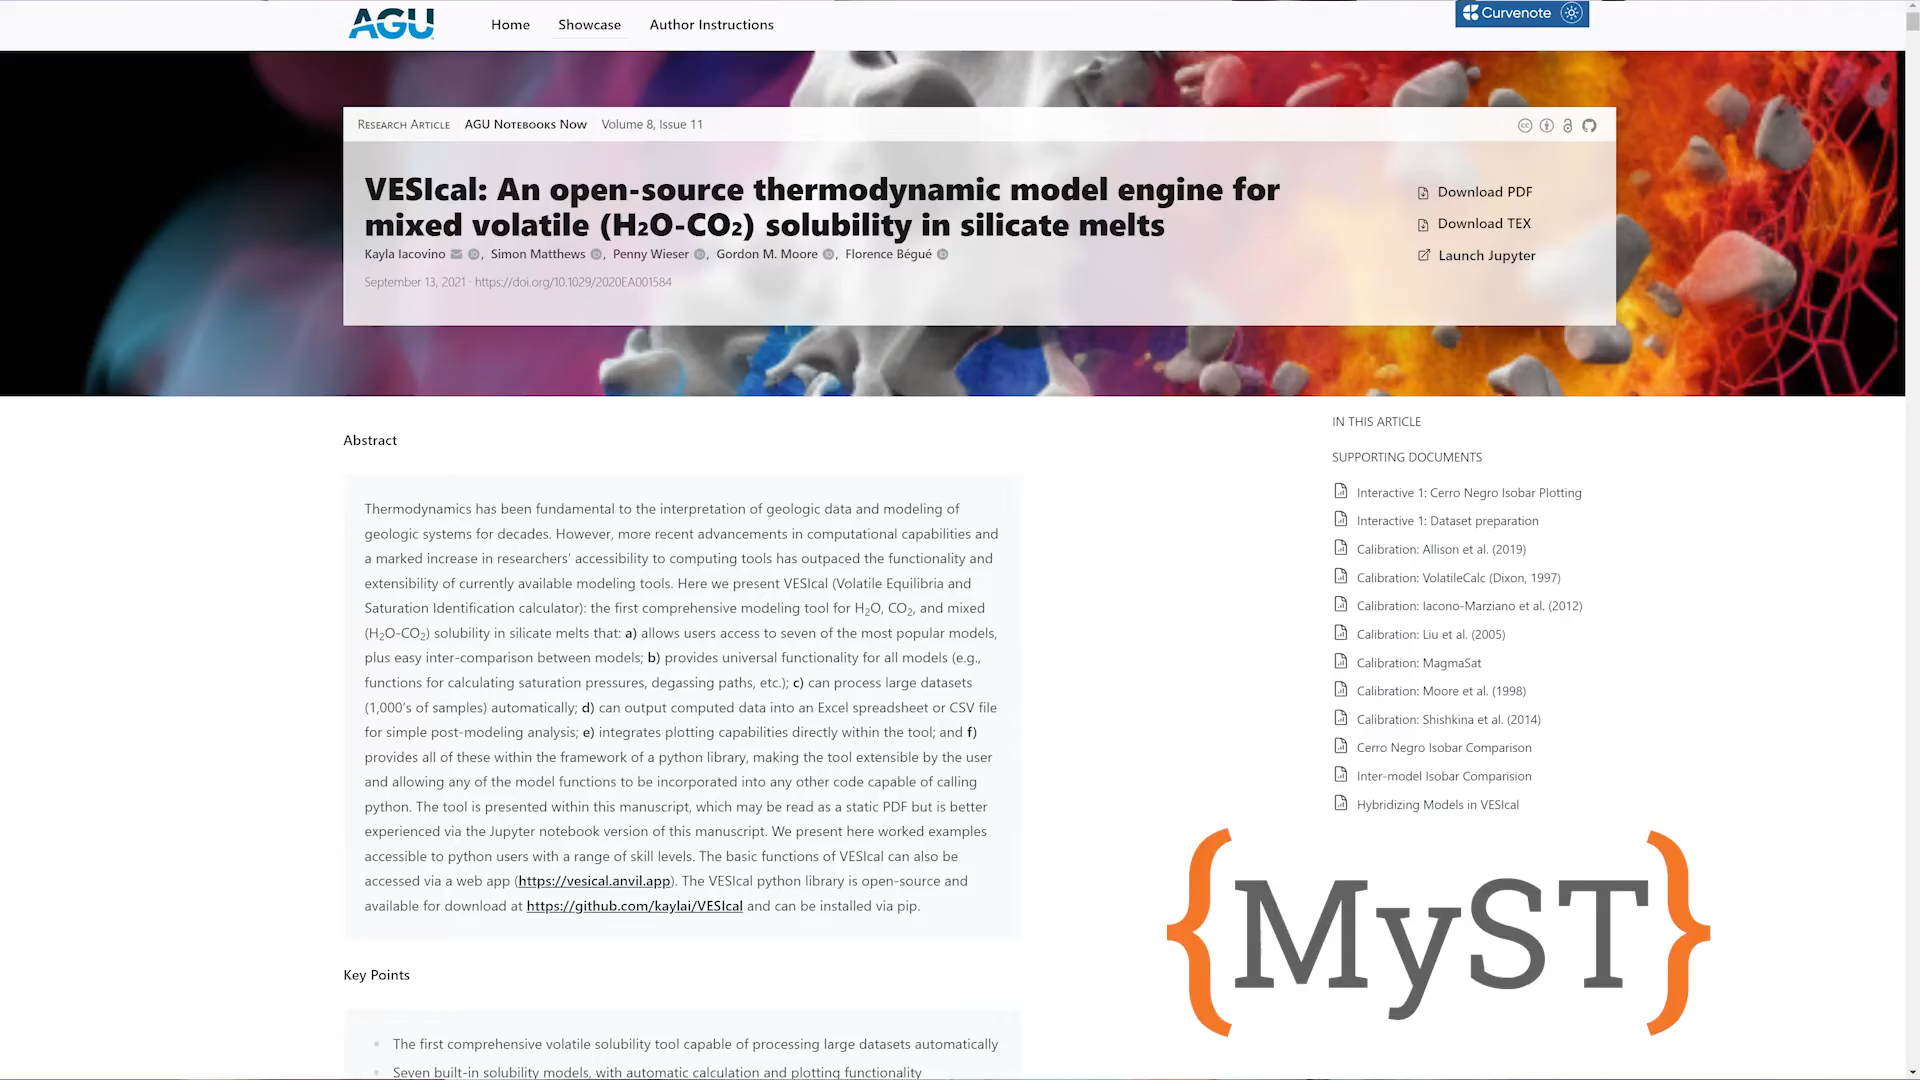 AGU
Home
Showcase
Author Instructions
Curvenote
Research Article
AGU Notebooks Now
Volume 8, Issue 11
VESIcal: An open-source thermodynamic model engine for
mixed volatile (H₂O-CO₂) solubility in silicate melts
Kayla Iacovino , Simon Matthews , Penny Wieser , Gordon M. Moore , Florence Bégué
September 13, 2021 · https://doi.org/10.1029/2020EA001584
Download PDF
Download TEX
Launch Jupyter
Abstract
Thermodynamics has been fundamental to the interpretation of geologic data and modeling of
geologic systems for decades. However, more recent advancements in computational capabilities and
a marked increase in researchers' accessibility to computing tools has outpaced the functionality and
extensibility of currently available modeling tools. Here we present VESIcal (Volatile Equilibria and
Saturation Identification calculator): the first comprehensive modeling tool for H₂O, CO₂, and mixed
(H₂O-CO₂) solubility in silicate melts that: a) allows users access to seven of the most popular models,
plus easy inter-comparison between models; b) provides universal functionality for all models (e.g.,
functions for calculating saturation pressures, degassing paths, etc.); c) can process large datasets
(1,000's of samples) automatically; d) can output computed data into an Excel spreadsheet or CSV file
for simple post-modeling analysis; e) integrates plotting capabilities directly within the tool; and f)
provides all of these within the framework of a python library, making the tool extensible by the user
and allowing any of the model functions to be incorporated into any other code capable of calling
python. The tool is presented within this manuscript, which may be read as a static PDF but is better
experienced via the Jupyter notebook version of this manuscript. We present here worked examples
accessible to python users with a range of skill levels. The basic functions of VESIcal can also be
accessed via a web app (https://vesical.anvil.app). The VESIcal python library is open-source and
available for download at https://github.com/kaylai/VESIcal and can be installed via pip.
Key Points
The first comprehensive volatile solubility tool capable of processing large datasets automatically
Seven built-in solubility models, with automatic calculation and plotting functionality
IN THIS ARTICLE
SUPPORTING DOCUMENTS
Interactive 1: Cerro Negro Isobar Plotting
Interactive 1: Dataset preparation
Calibration: Allison et al. (2019)
Calibration: VolatileCalc (Dixon, 1997)
Calibration: Iacono-Marziano et al. (2012)
Calibration: Liu et al. (2005)
Calibration: MagmaSat
Calibration: Moore et al. (1998)
Calibration: Shishkina et al. (2014)
Cerro Negro Isobar Comparison
Inter-model Isobar Comparision
Hybridizing Models in VESIcal
{MyST}